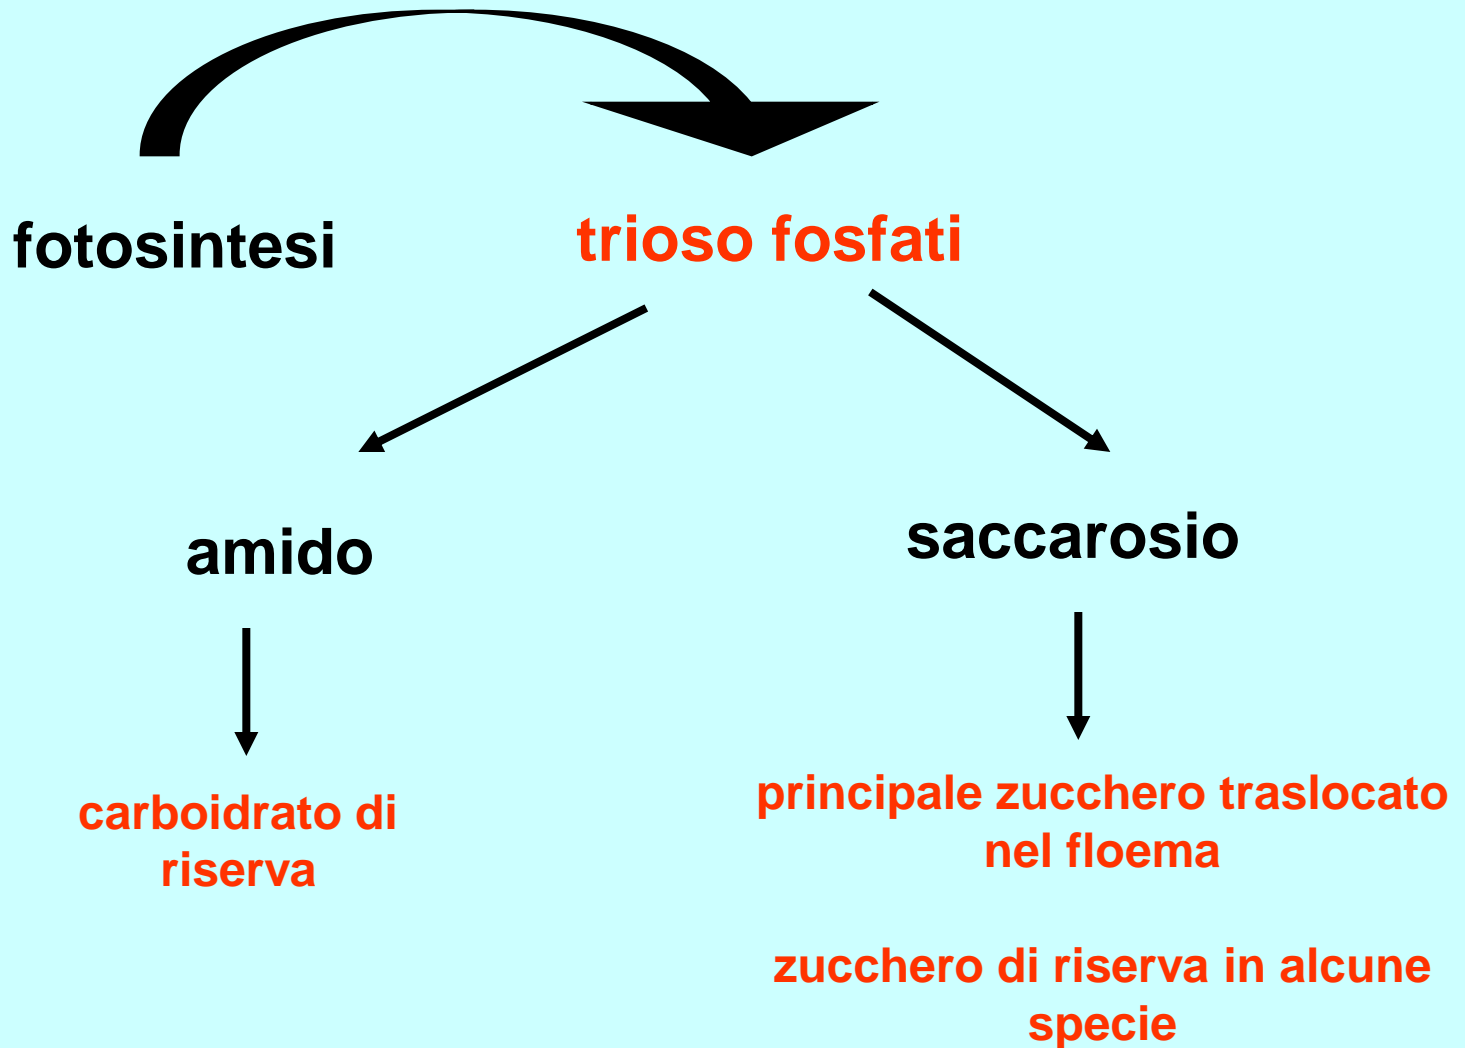 fotosintesi
trioso fosfati
amido
saccarosio
carboidrato di
riserva
principale zucchero traslocato
nel floema
zucchero di riserva in alcune
specie